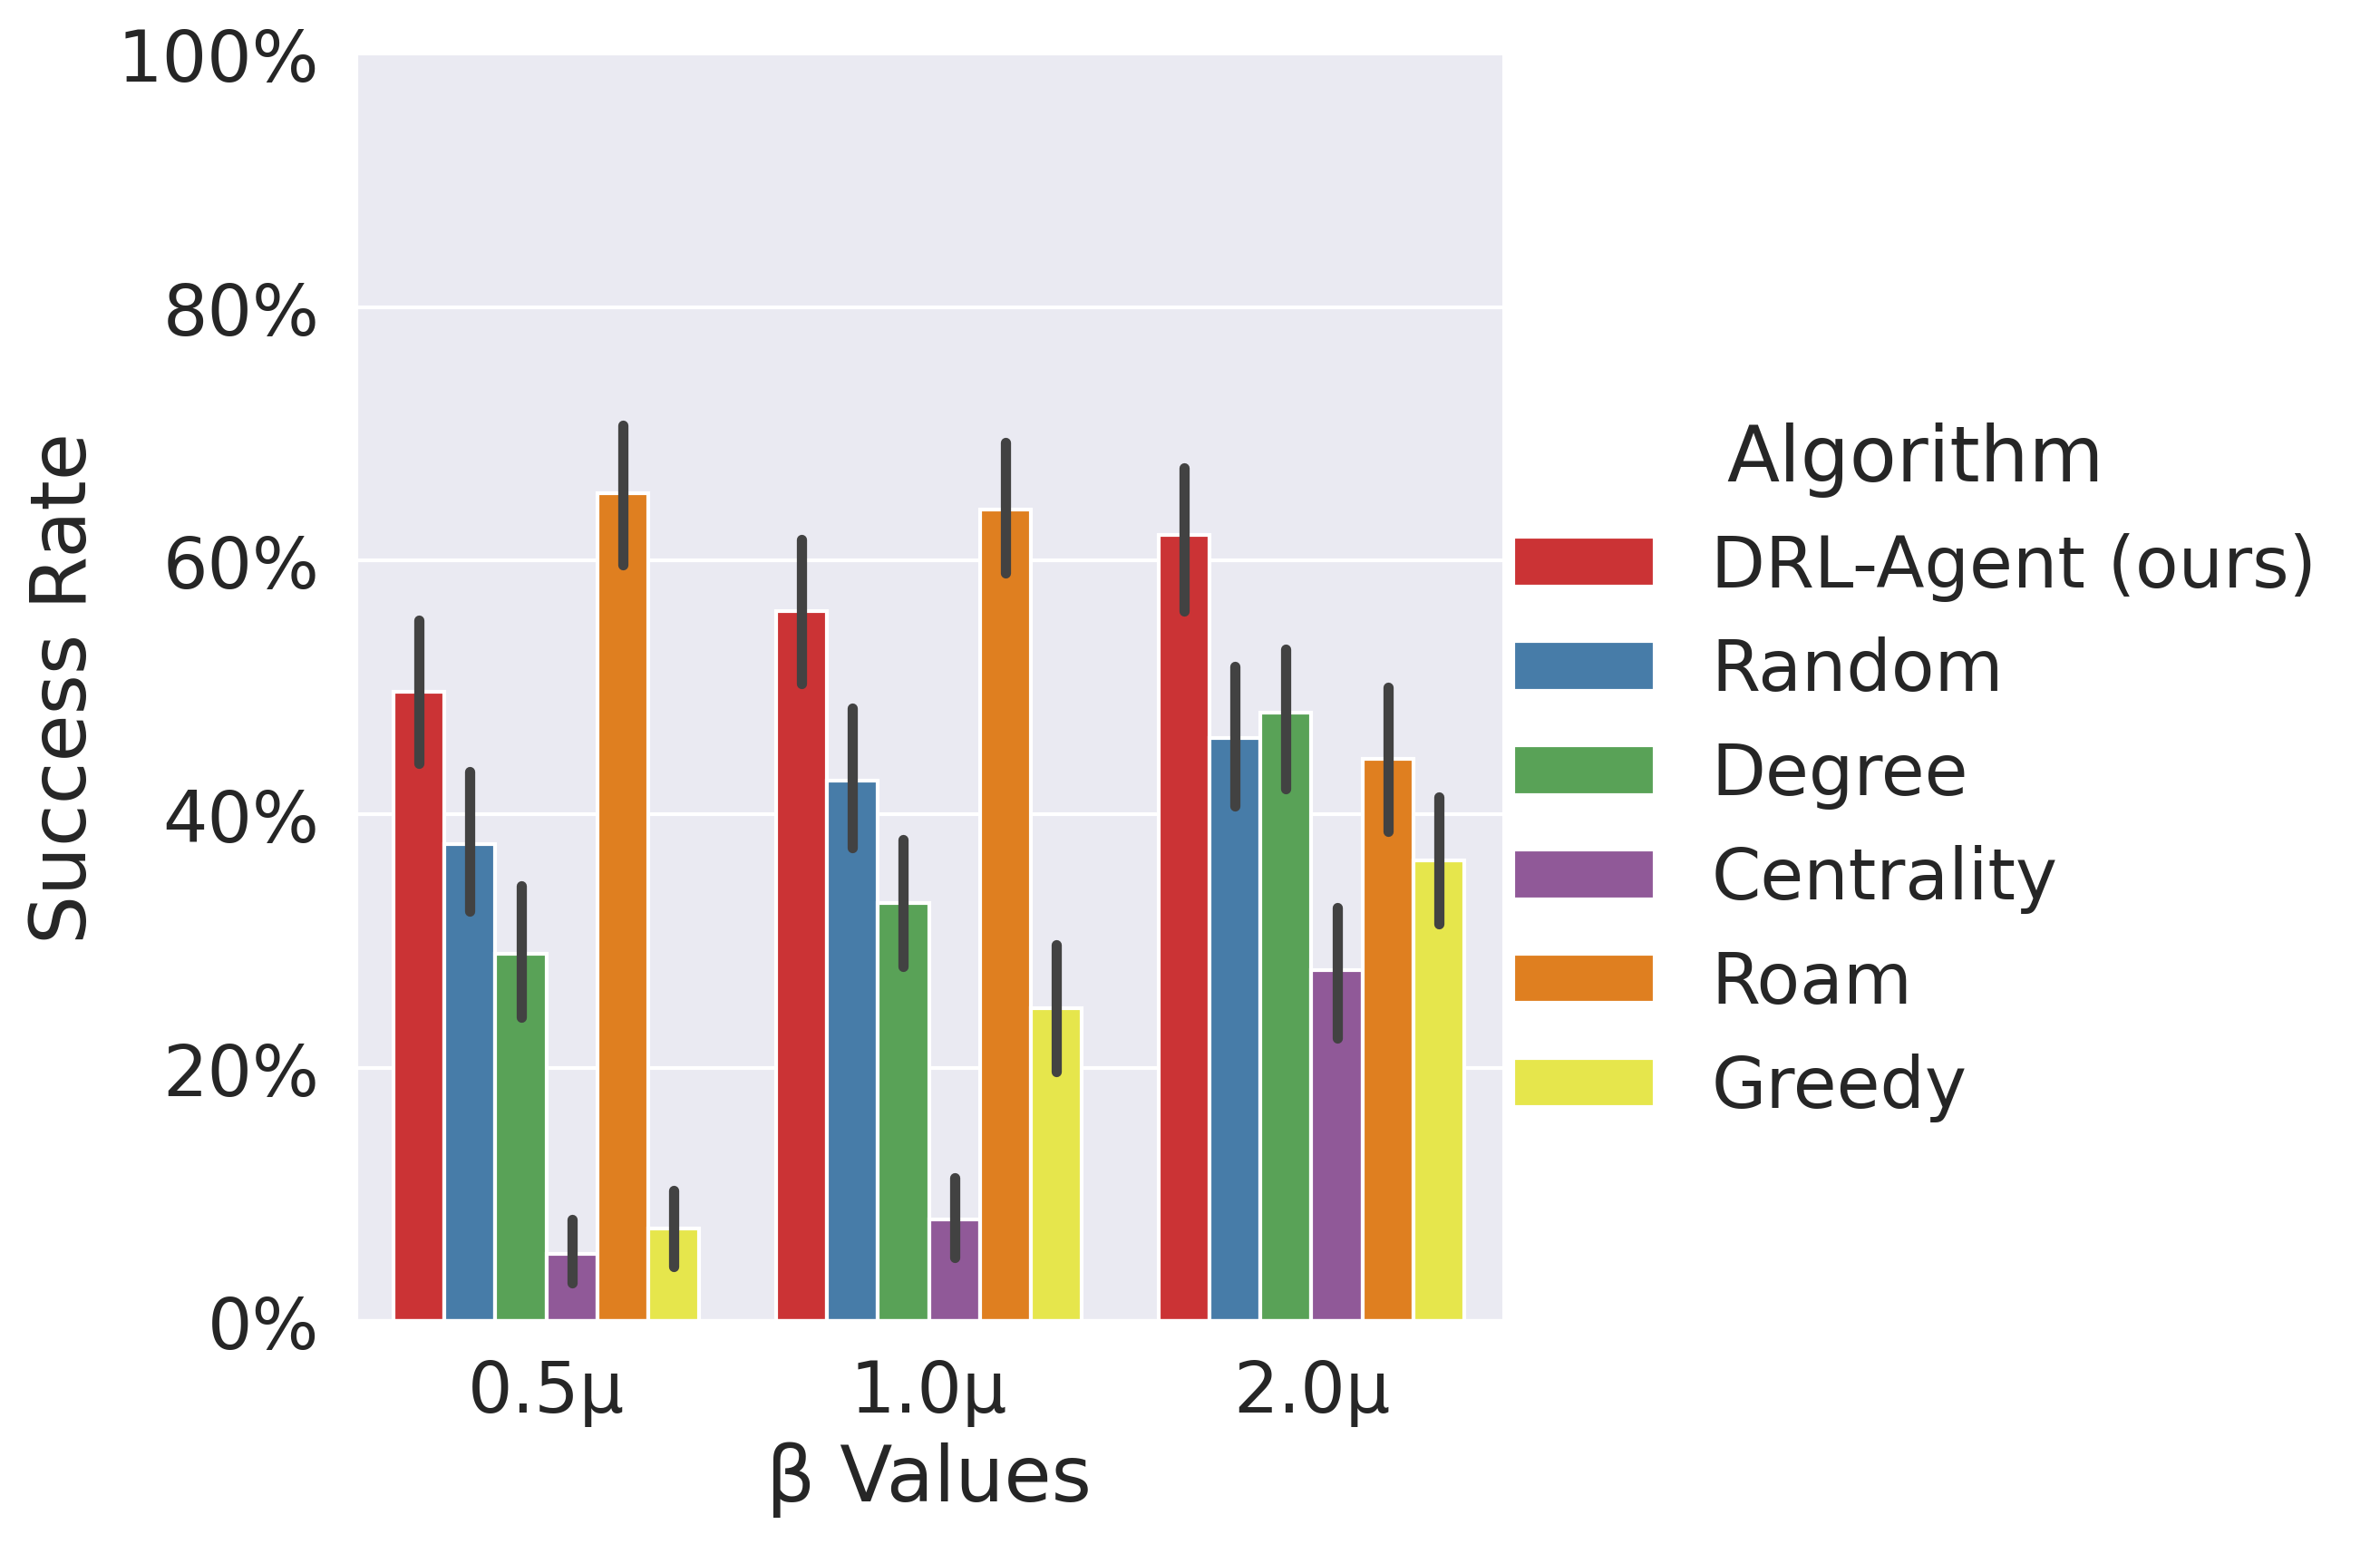 100%
80%
60%
40%
20%
0%
Success Rate
0.5µ 1.0µ 2.0µ
β Values
Algorithm
DRL-Agent (ours)
Random
Degree
Centrality
Roam
Greedy